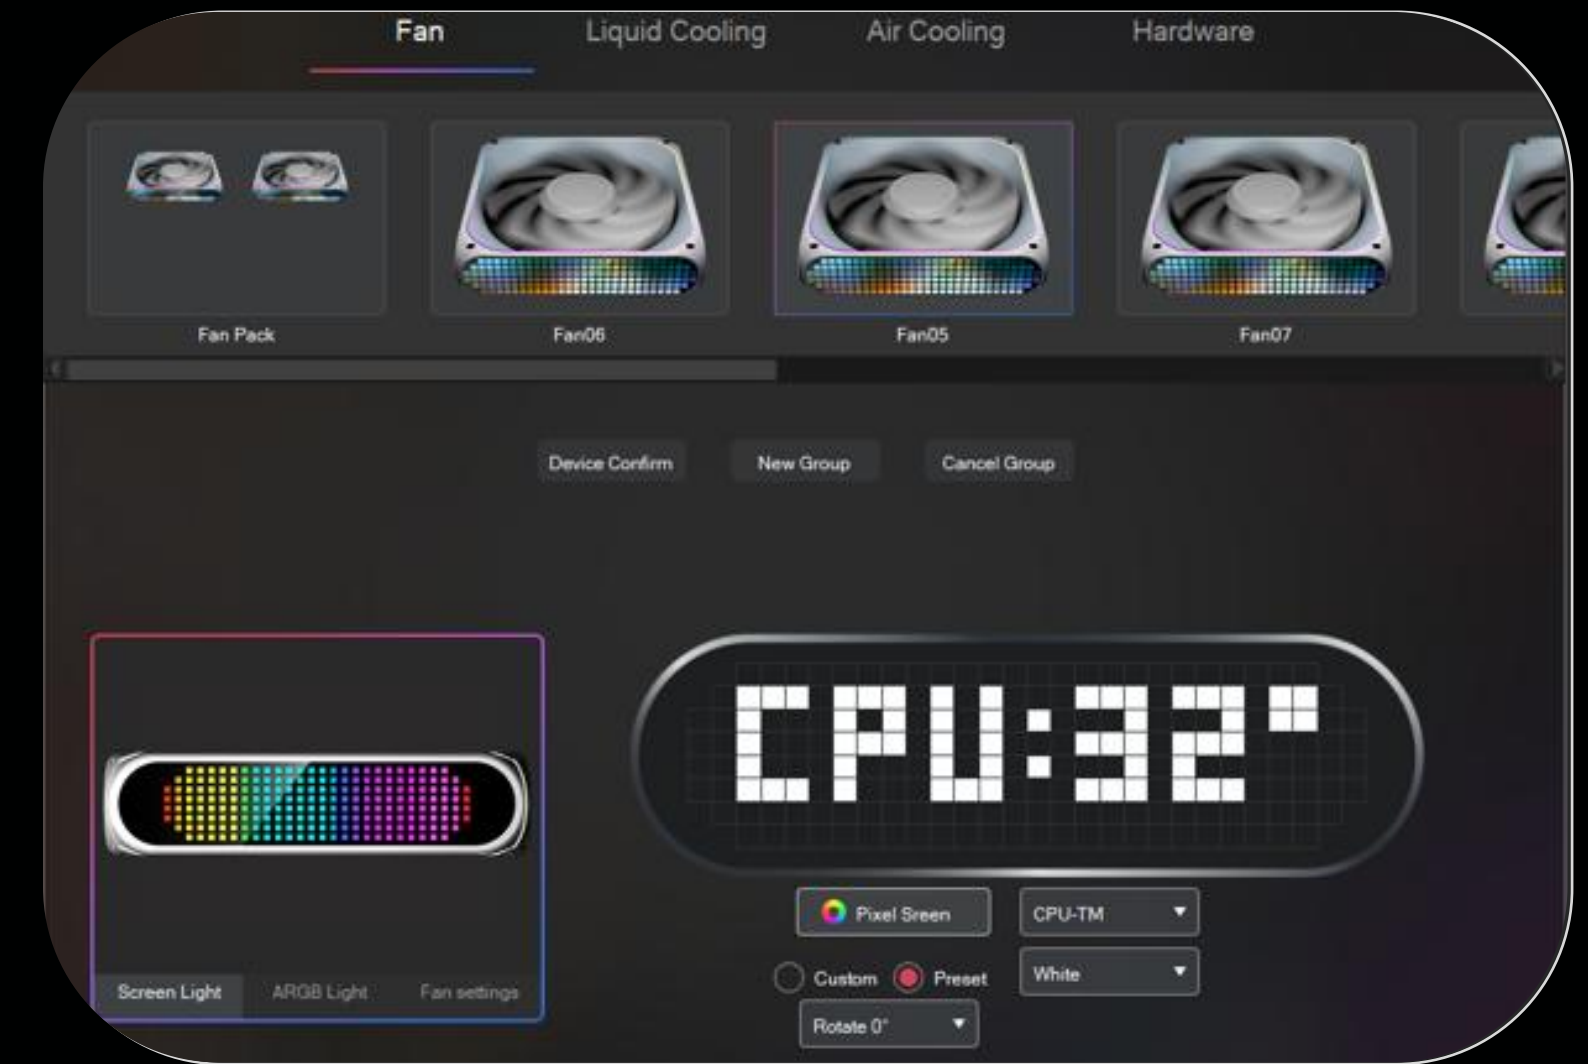 Fan Liquid Cooling Air Cooling Hardware
Fan Pack Fan06 Fan05 Fan07
Device Confirm New Group Cancel Group
CPU:32°
Pixel Sreen CPU-TM
Custom Preset White
Screen Light ARGB Light Fan settings
Rotate 0°